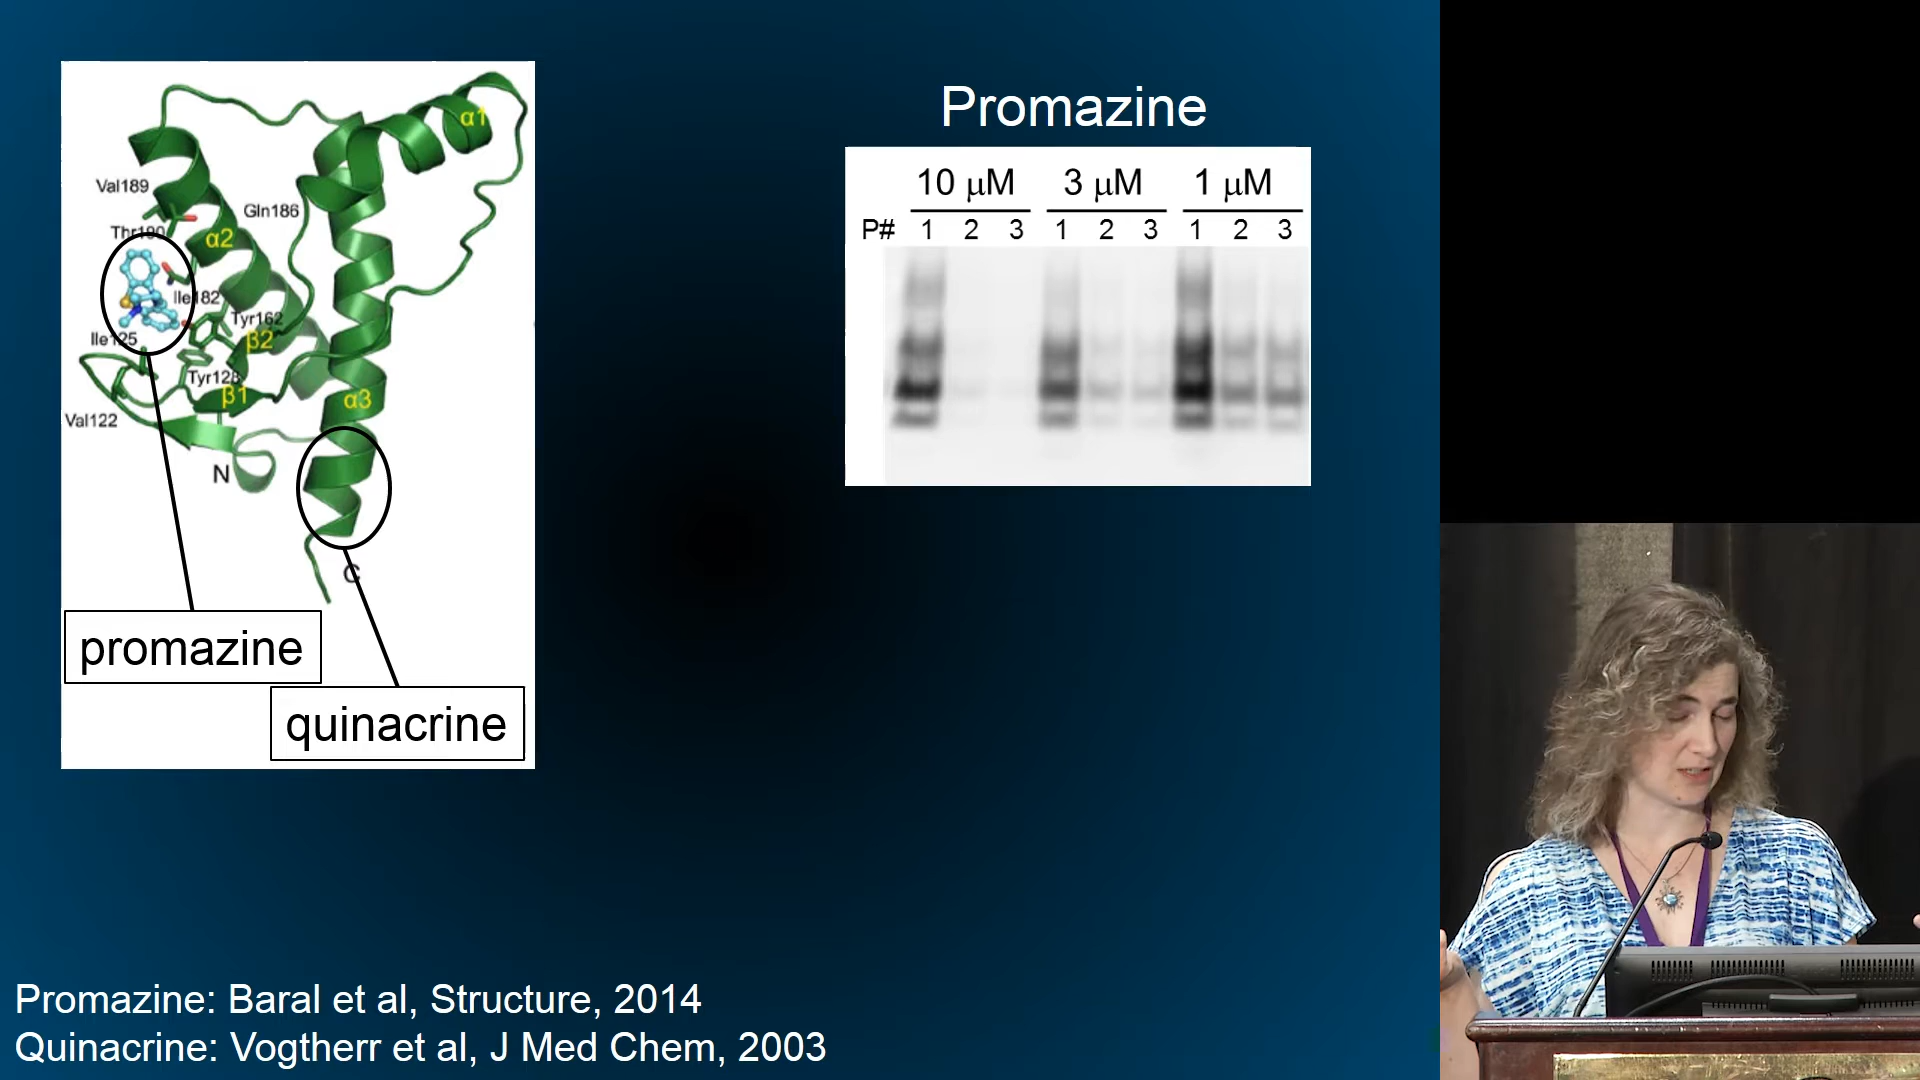 α1
Val189
Gln186
Thr190
α2
Ile182
Tyr162
Ile125
β2
Tyr128
β1
α3
Val122
N
C
promazine
quinacrine
Promazine
10 μM 3 μM 1 μM
P# 1 2 3 1 2 3 1 2 3
Promazine: Baral et al, Structure, 2014
Quinacrine: Vogtherr et al, J Med Chem, 2003